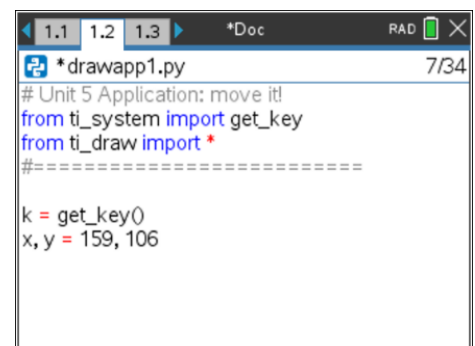 1.1 1.2 1.3 *Doc RAD
*drawapp1.py 7/34
# Unit 5 Application: move it!
from ti_system import get_key
from ti_draw import *
#===========================
k = get_key()
x, y = 159, 106